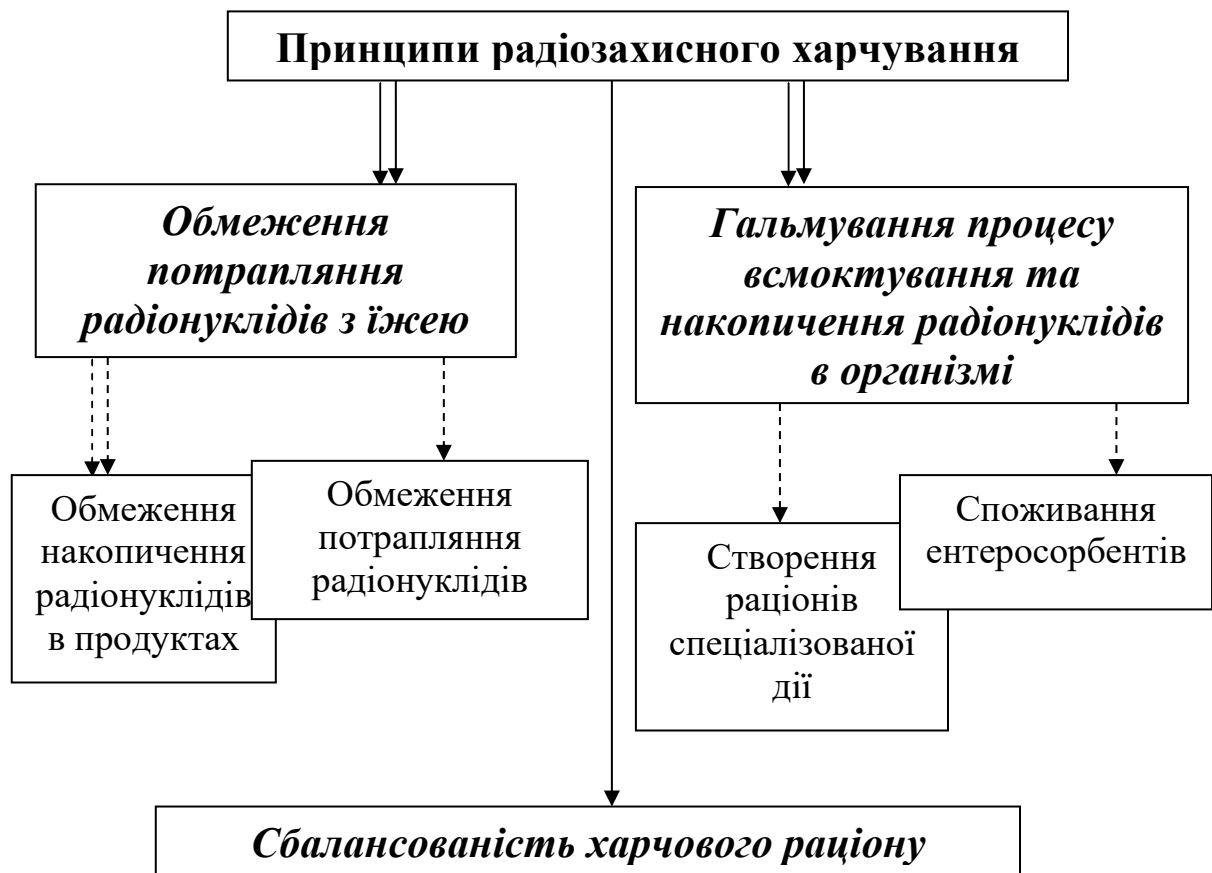 Принципи радіозахисного харчування
Обмеження
потрапляння
радіонуклідів з їжею
Гальмування процесу
всмоктування та
накопичення радіонуклідів
в організмі
Обмеження
накопичення
радіонуклідів
в продуктах
Обмеження
потрапляння
радіонуклідів
Створення
раціонів
спеціалізованої
дії
Споживання
ентеросорбентів
Сбалансованість харчового раціону